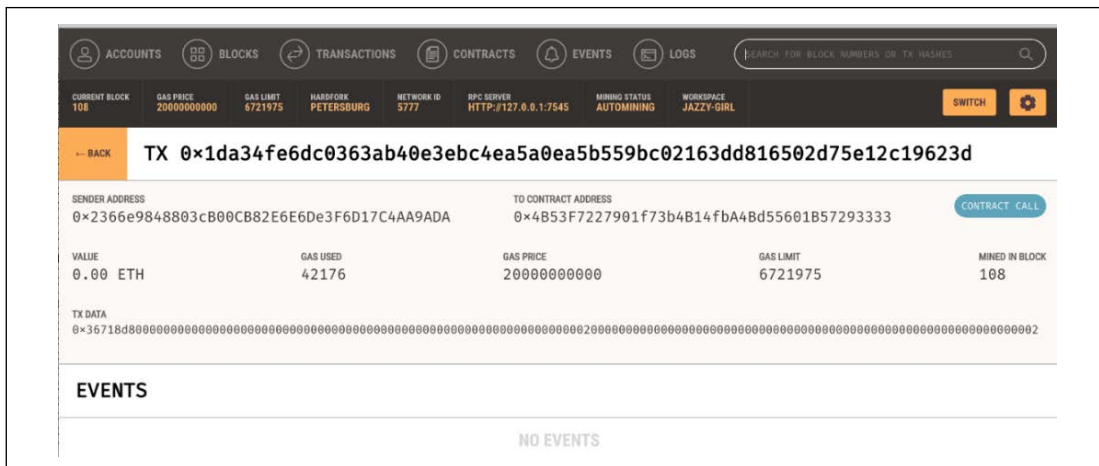 ACCOUNTS BLOCKS TRANSACTIONS CONTRACTS EVENTS LOGS SEARCH FOR BLOCK NUMBERS OR TX HASHES
CURRENT BLOCK GAS PRICE GAS LIMIT HARDFORK NETWORK ID RPC SERVER MINING STATUS WORKSPACE
108 20000000000 6721975 PETERSBURG 5777 HTTP://127.0.0.1:7545 AUTOMINING JAZZY-GIRL SWITCH
← BACK TX 0×1da34fe6dc0363ab40e3ebc4ea5a0ea5b559bc02163dd816502d75e12c19623d
SENDER ADDRESS TO CONTRACT ADDRESS
0×2366e9848803cB00CB82E6E6De3F6D17C4AA9ADA 0×4B53F7227901f73b4B14fbA4Bd55601B57293333 CONTRACT CALL
VALUE GAS USED GAS PRICE GAS LIMIT MINED IN BLOCK
0.00 ETH 42176 20000000000 6721975 108
TX DATA
EVENTS
NO EVENTS